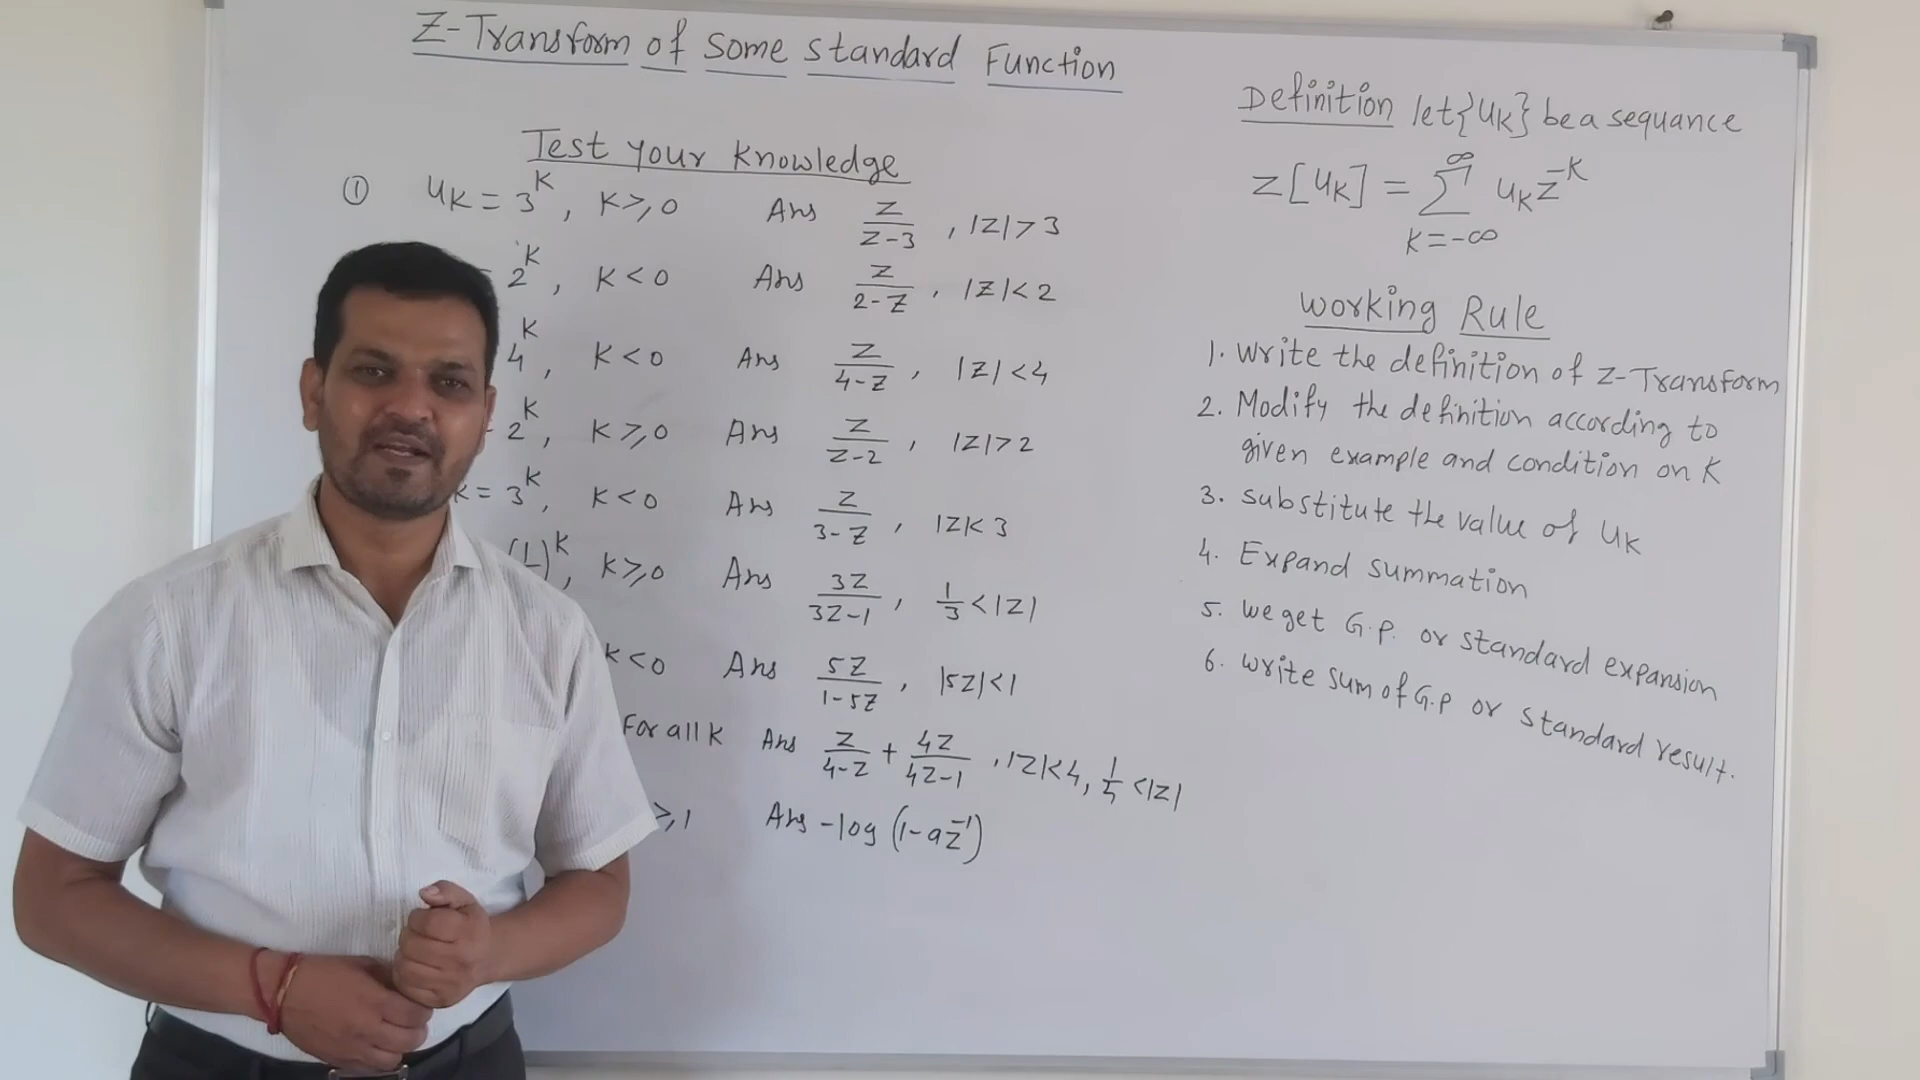 Z-Transform of some standard Function
Test your knowledge
① uK = 3^K, K≥0 Ans Z/(Z-3), |Z|>3
2^K, K<0 Ans Z/(2-Z), |Z|<2
4^K, K<0 Ans Z/(4-Z), |Z|<4
2^K, K≥0 Ans Z/(Z-2), |Z|>2
K = 3^K, K<0 Ans Z/(3-Z), |Z|<3
)^K, K≥0 Ans 3Z/(3Z-1), 1/3<|Z|
K<0 Ans 5Z/(1-5Z), |5Z|<1
For all K Ans Z/(4-Z) + 4Z/(4Z-1), |Z|<4, 1/4<|Z|
≥1 Ans -log(1-az^-1)
Definition let{uK} be a sequance
Z[uK] = ∑_{K=-∞}^{∞} uK z^-K
Working Rule
1. Write the definition of Z-Transform
2. Modify the definition according to
given example and condition on K
3. substitute the value of uK
4. Expand summation
5. we get G.P. or standard expansion
6. write sum of G.P or standard result.